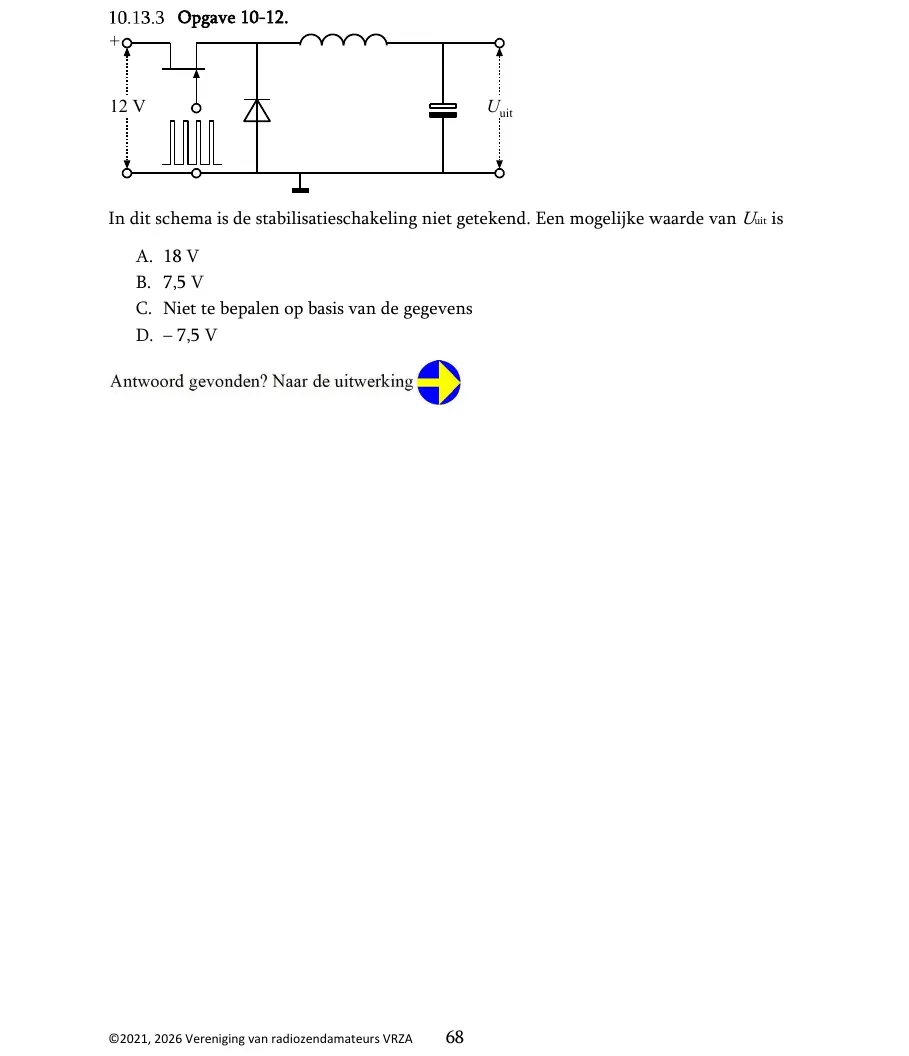 10.13.3 Opgave 10-12.
+
12 V
Uuit
In dit schema is de stabilisatieschakeling niet getekend. Een mogelijke waarde van Uuit is
A. 18 V
B. 7,5 V
C. Niet te bepalen op basis van de gegevens
D. – 7,5 V
Antwoord gevonden? Naar de uitwerking
©2021, 2026 Vereniging van radiozendamateurs VRZA 68